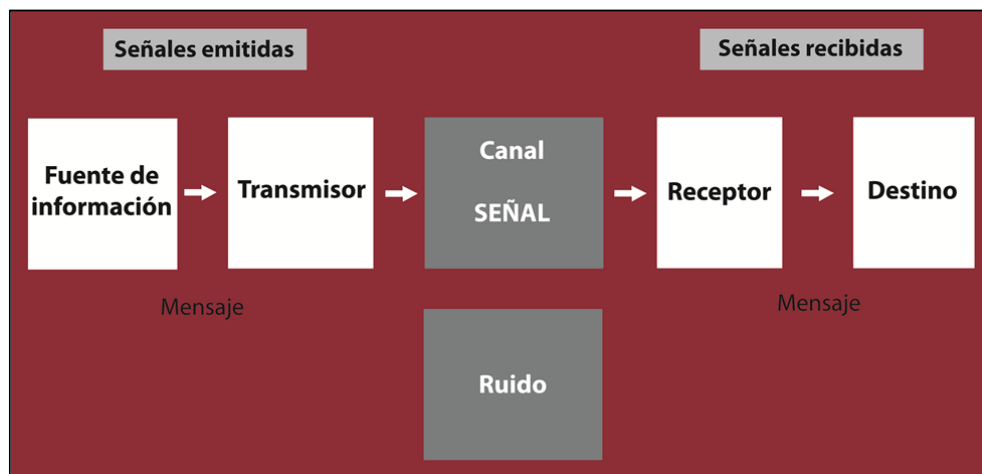 Señales emitidas
Señales recibidas
Fuente de
información
Transmisor
Canal
SEÑAL
Receptor
Destino
Mensaje
Mensaje
Ruido